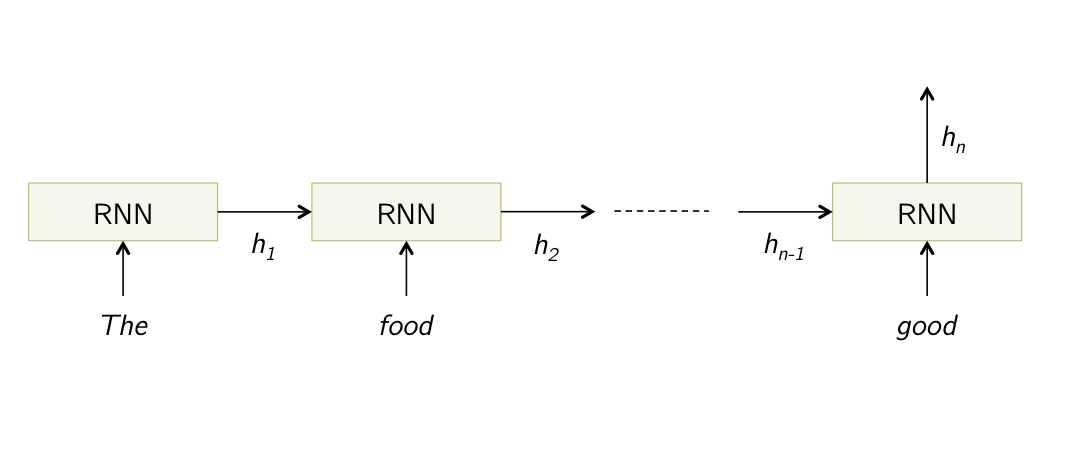 h_n
RNN RNN RNN
h_1 h_2 h_{n-1}
The food good